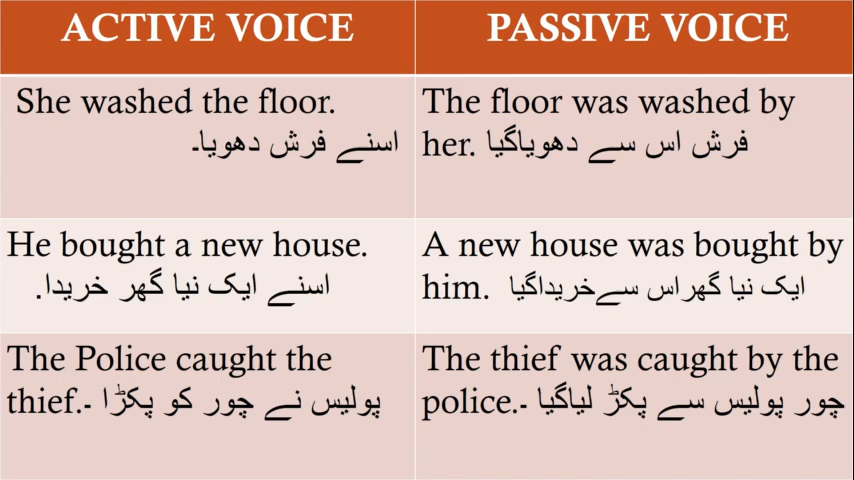 ACTIVE VOICE
PASSIVE VOICE
She washed the floor.
اسنے فرش دھویا۔
The floor was washed by
her. فرش اس سے دھویاگیا
He bought a new house.
اسنے ایک نیا گھر خریدا.
A new house was bought by
him. ایک نیا گھراس سےخریداگیا
The Police caught the
thief.- پولیس نے چور کو پکڑا
The thief was caught by the
police.- چور پولیس سے پکڑ لیاگیا